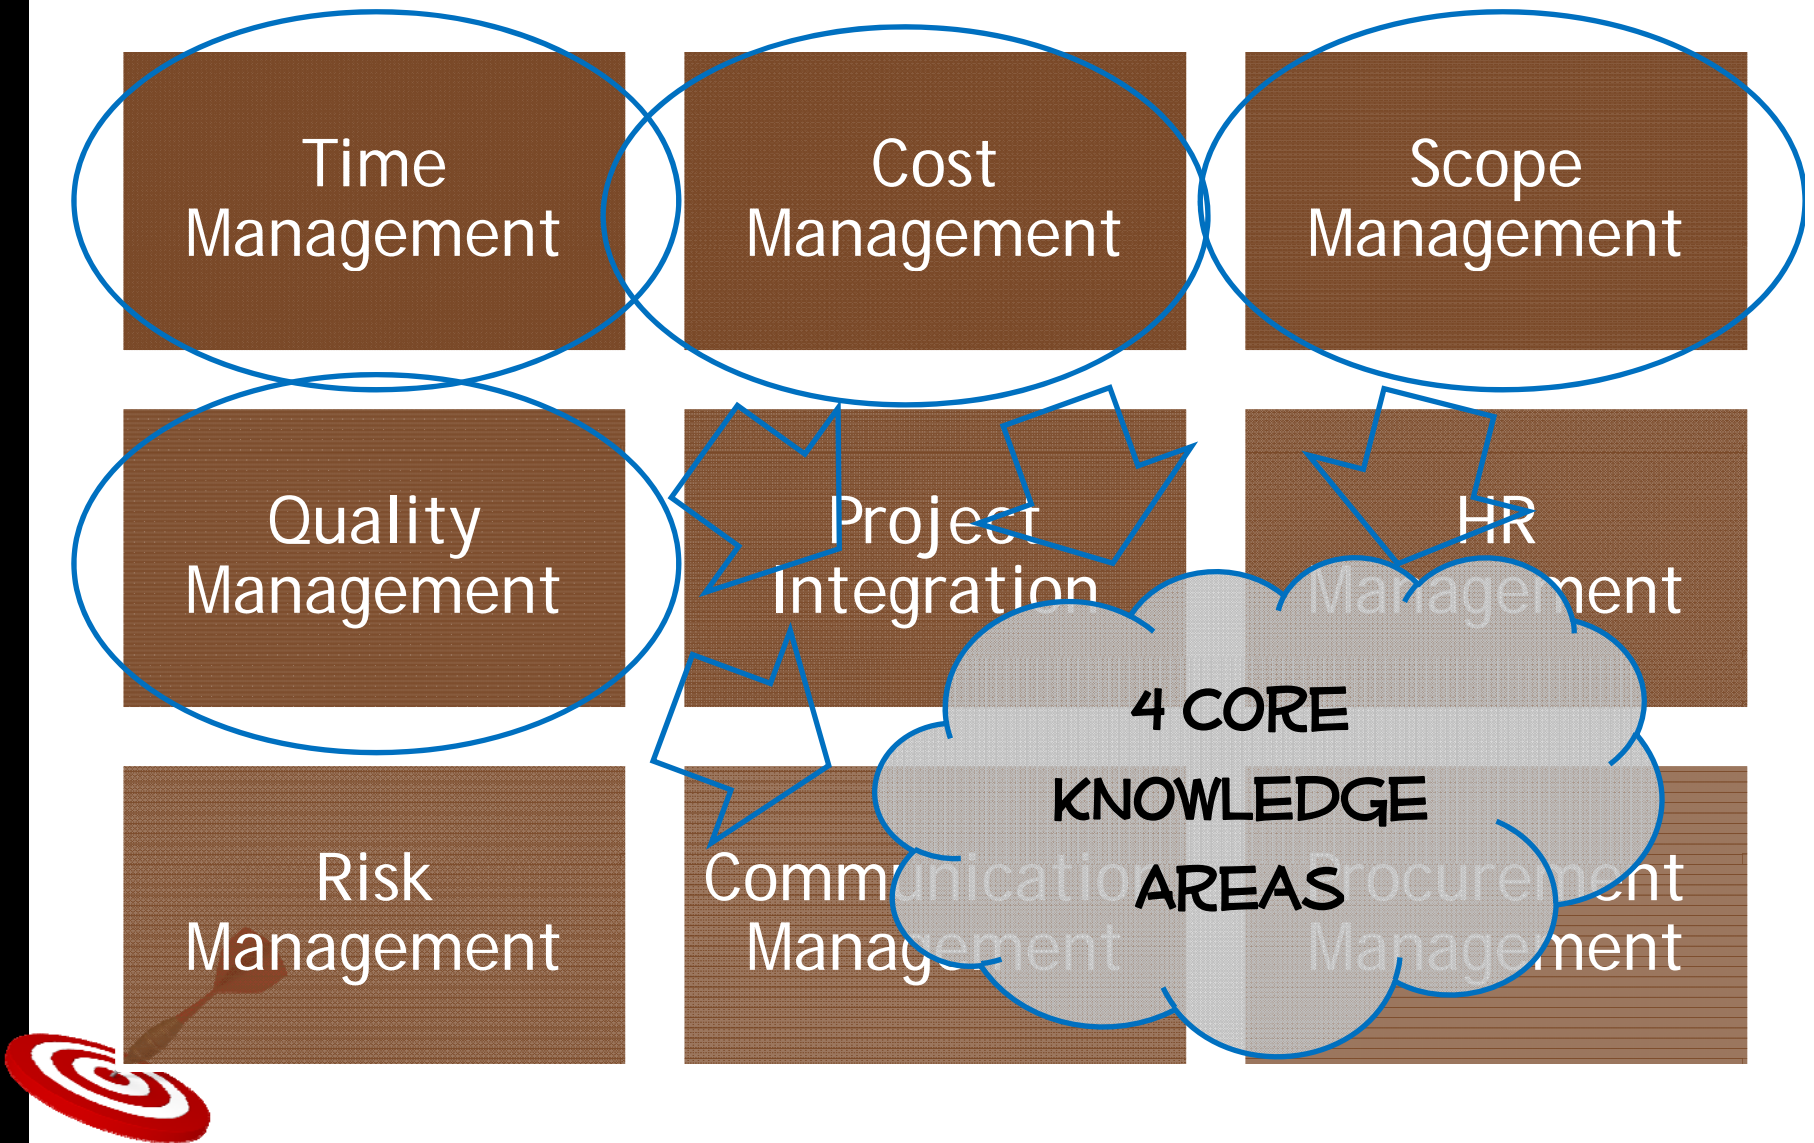 Time
Management
Cost
Management
Scope
Management
Quality
Management
Project
Integration
HR
Management
Risk
Management
Communication
Management
Procurement
Management
4 CORE
KNOWLEDGE
AREAS